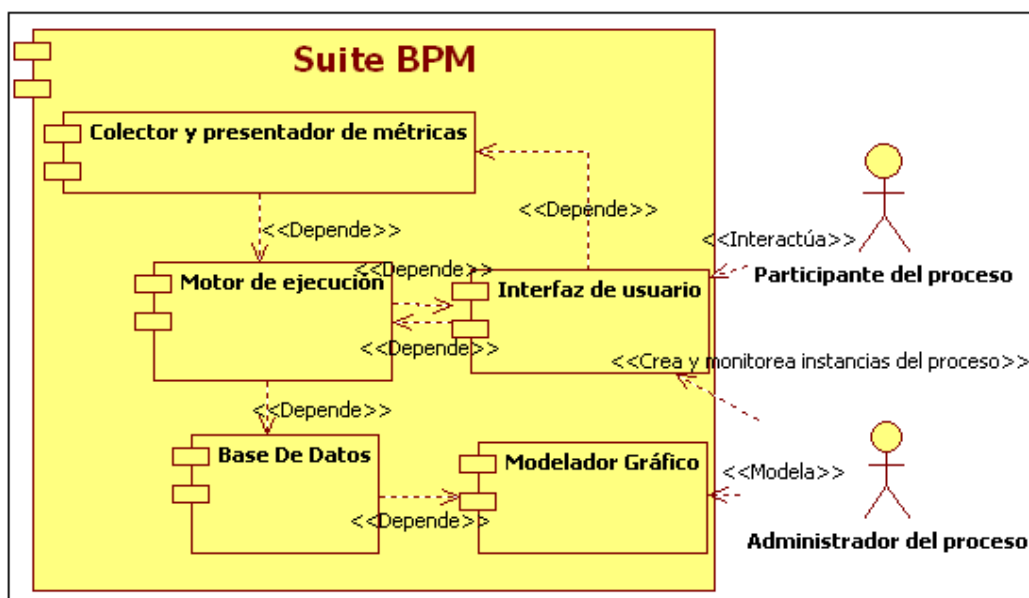 Suite BPM
Colector y presentador de métricas
<<Depende>>
<<Depende>>
<<Interactúa>>
Participante del proceso
<<Depende>>
Motor de ejecución
Interfaz de usuario
<<Depende>>
<<Crea y monitorea instancias del proceso>>
<<Depende>>
Base De Datos
Modelador Gráfico
<<Modela>>
<<Depende>>
Administrador del proceso